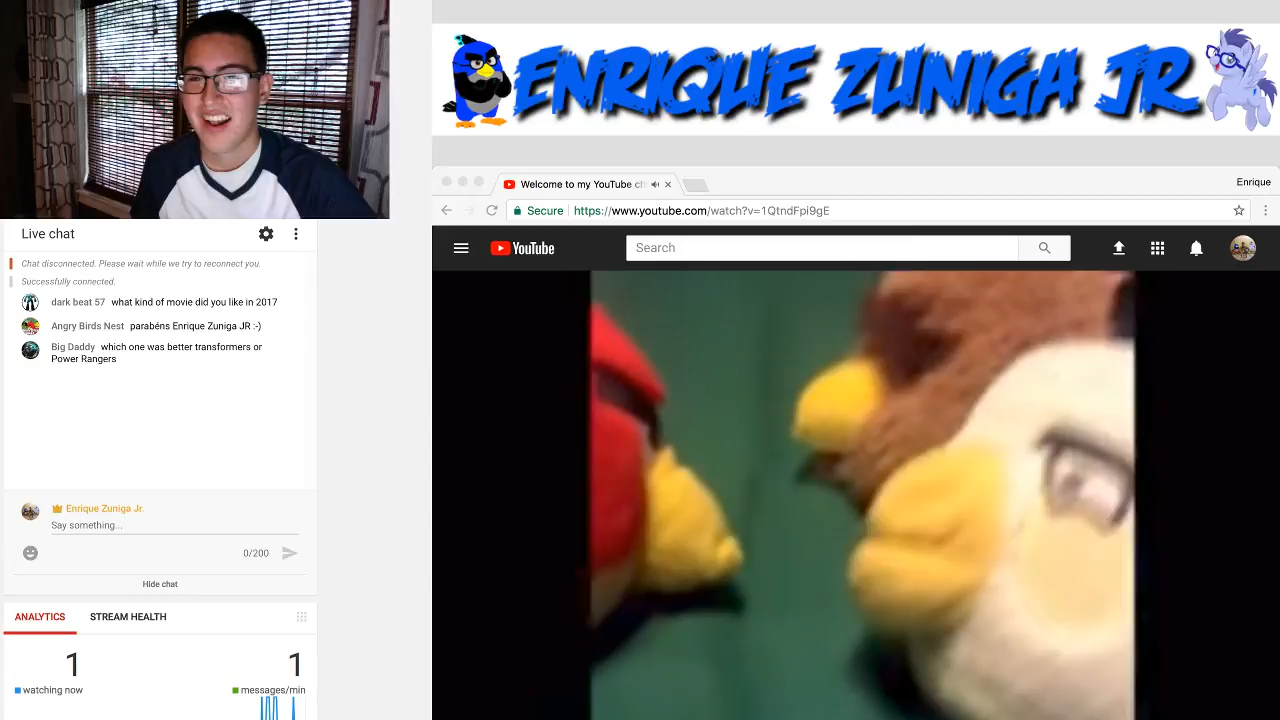 ENRIQUE ZUNIGA JR.
Welcome to my YouTube ch
Enrique
Secure
https://www.youtube.com/watch?v=1QtndFpi9gE
YouTube
Search
Live chat
Chat disconnected. Please wait while we try to reconnect you.
Successfully connected.
dark beat 57 what kind of movie did you like in 2017
Angry Birds Nest parabéns Enrique Zuniga JR :-)
Big Daddy which one was better transformers or
Power Rangers
Enrique Zuniga Jr.
Say something...
0/200
Hide chat
ANALYTICS STREAM HEALTH
1 1
watching now messages/min